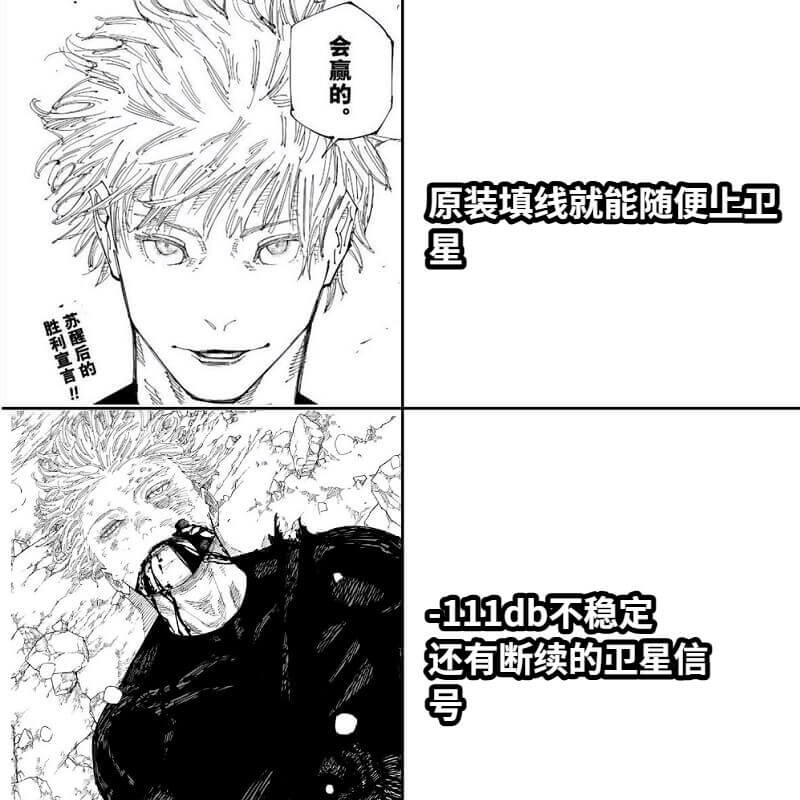 会赢的。
苏醒后的
胜利宣言!!
原装填线就能随便上卫
星
-111db不稳定
还有断续的卫星信
号